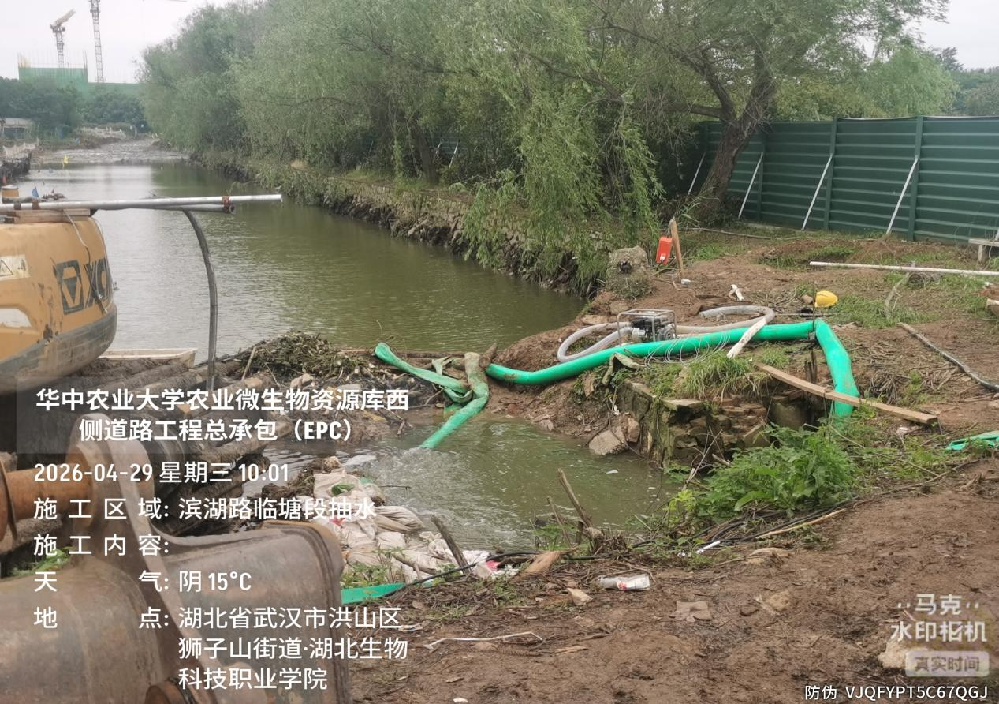 XC
华中农业大学农业微生物资源库西
侧道路工程总承包（EPC）
2026-04-29 星期三 10:01
施工区域: 滨湖路临塘段抽水
施工内容:
天气: 阴 15°C
地点: 湖北省武汉市洪山区
狮子山街道·湖北生物
科技职业学院
马克
水印相机
真实时间
防伪 VJQFYPT5C67QGJ